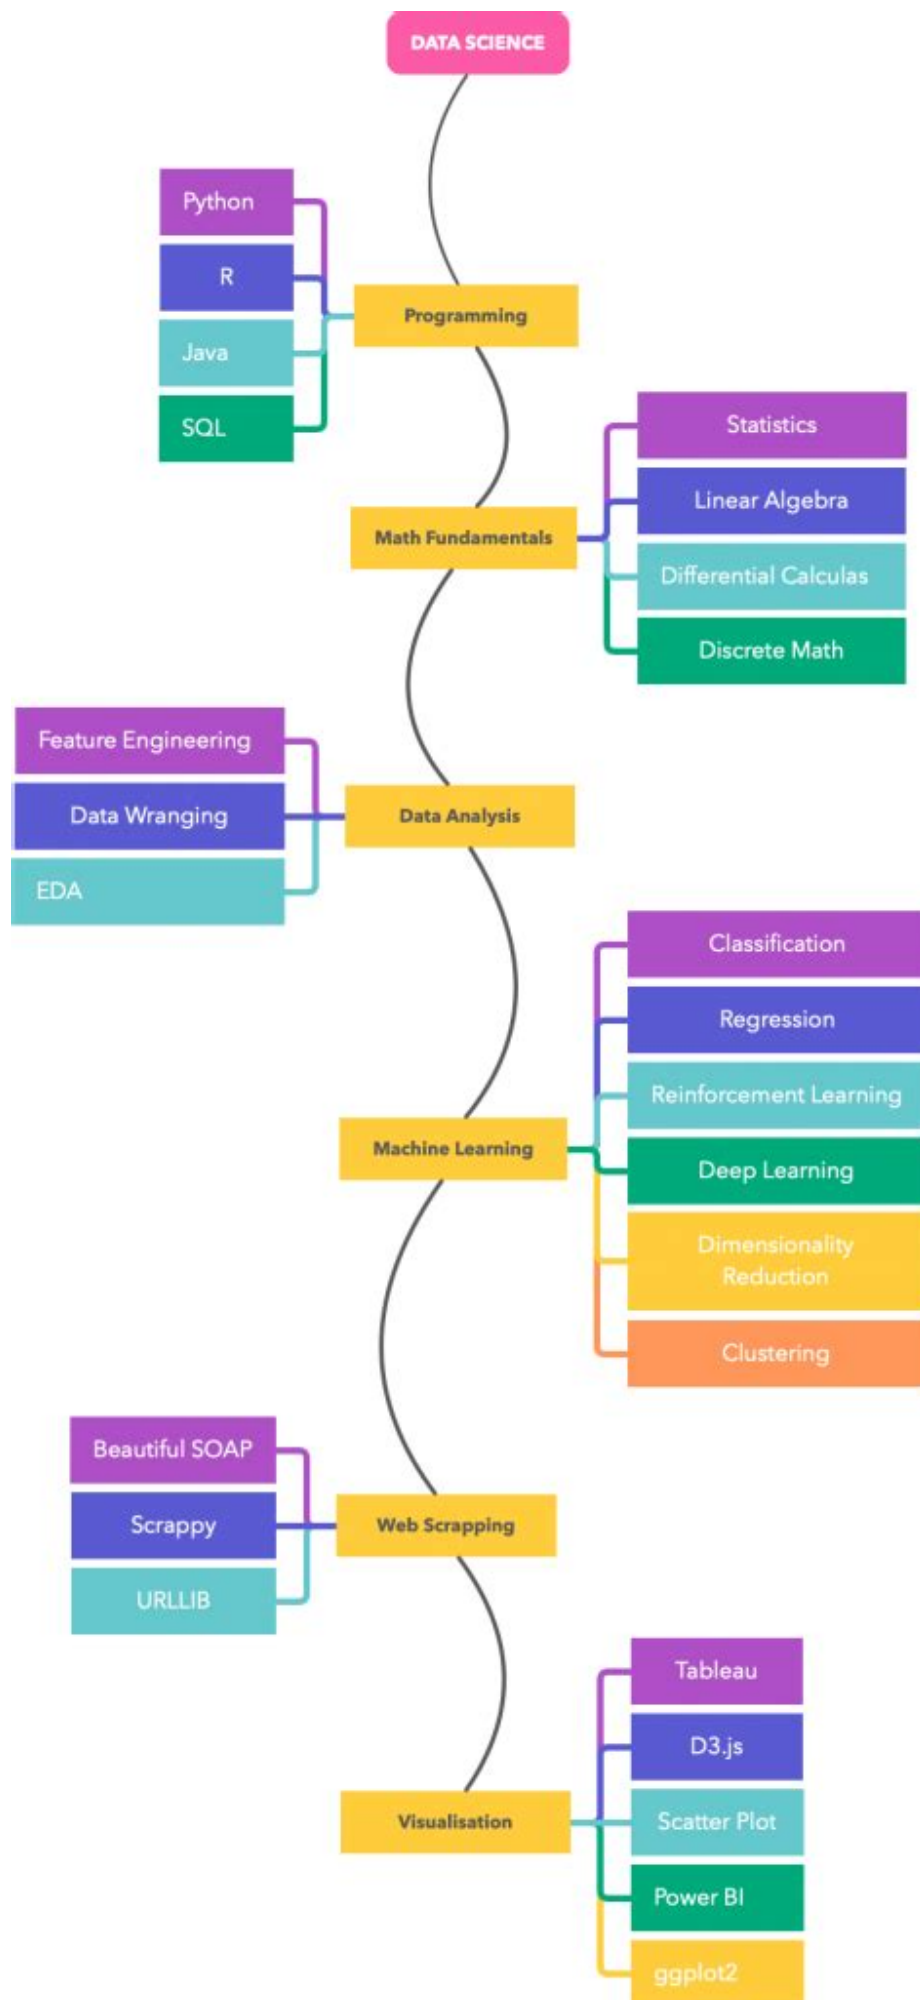 DATA SCIENCE
Python
R
Java
SQL
Programming
Statistics
Linear Algebra
Differential Calculas
Discrete Math
Math Fundamentals
Feature Engineering
Data Wranging
EDA
Data Analysis
Classification
Regression
Reinforcement Learning
Deep Learning
Dimensionality
Reduction
Clustering
Machine Learning
Beautiful SOAP
Scrappy
URLLIB
Web Scrapping
Tableau
D3.js
Scatter Plot
Power BI
ggplot2
Visualisation